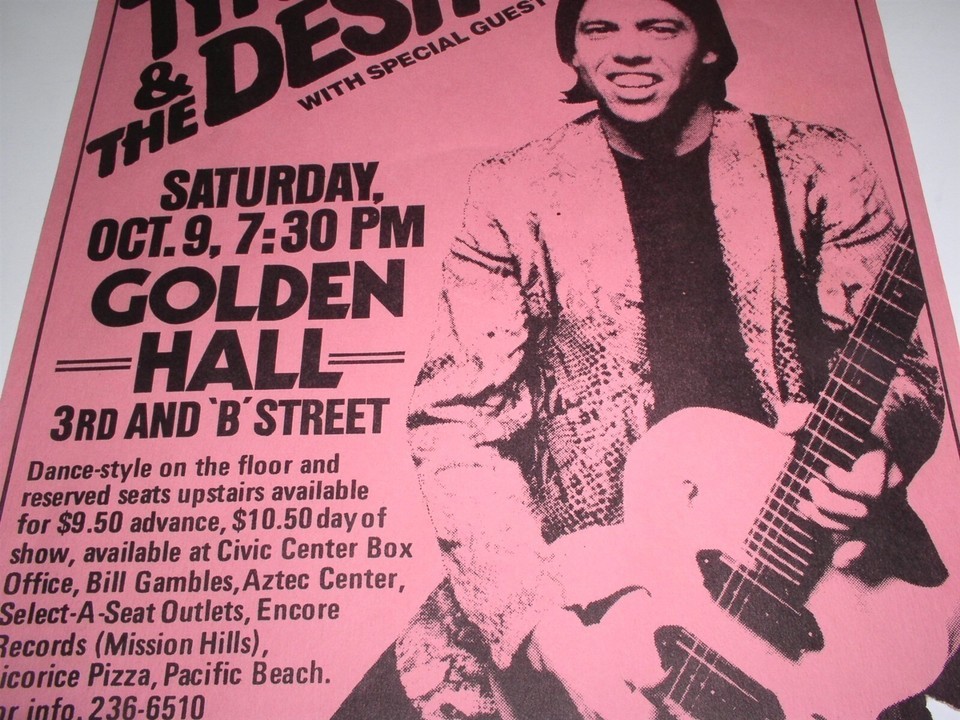 &
THE
WITH SPECIAL GUEST
SATURDAY,
OCT. 9, 7:30 PM
GOLDEN
HALL
3RD AND 'B' STREET
Dance-style on the floor and
reserved seats upstairs available
for $9.50 advance, $10.50 day of
show, available at Civic Center Box
Office, Bill Gambles, Aztec Center,
Select-A-Seat Outlets, Encore
Records (Mission Hills),
icorice Pizza, Pacific Beach.
or info. 236-6510